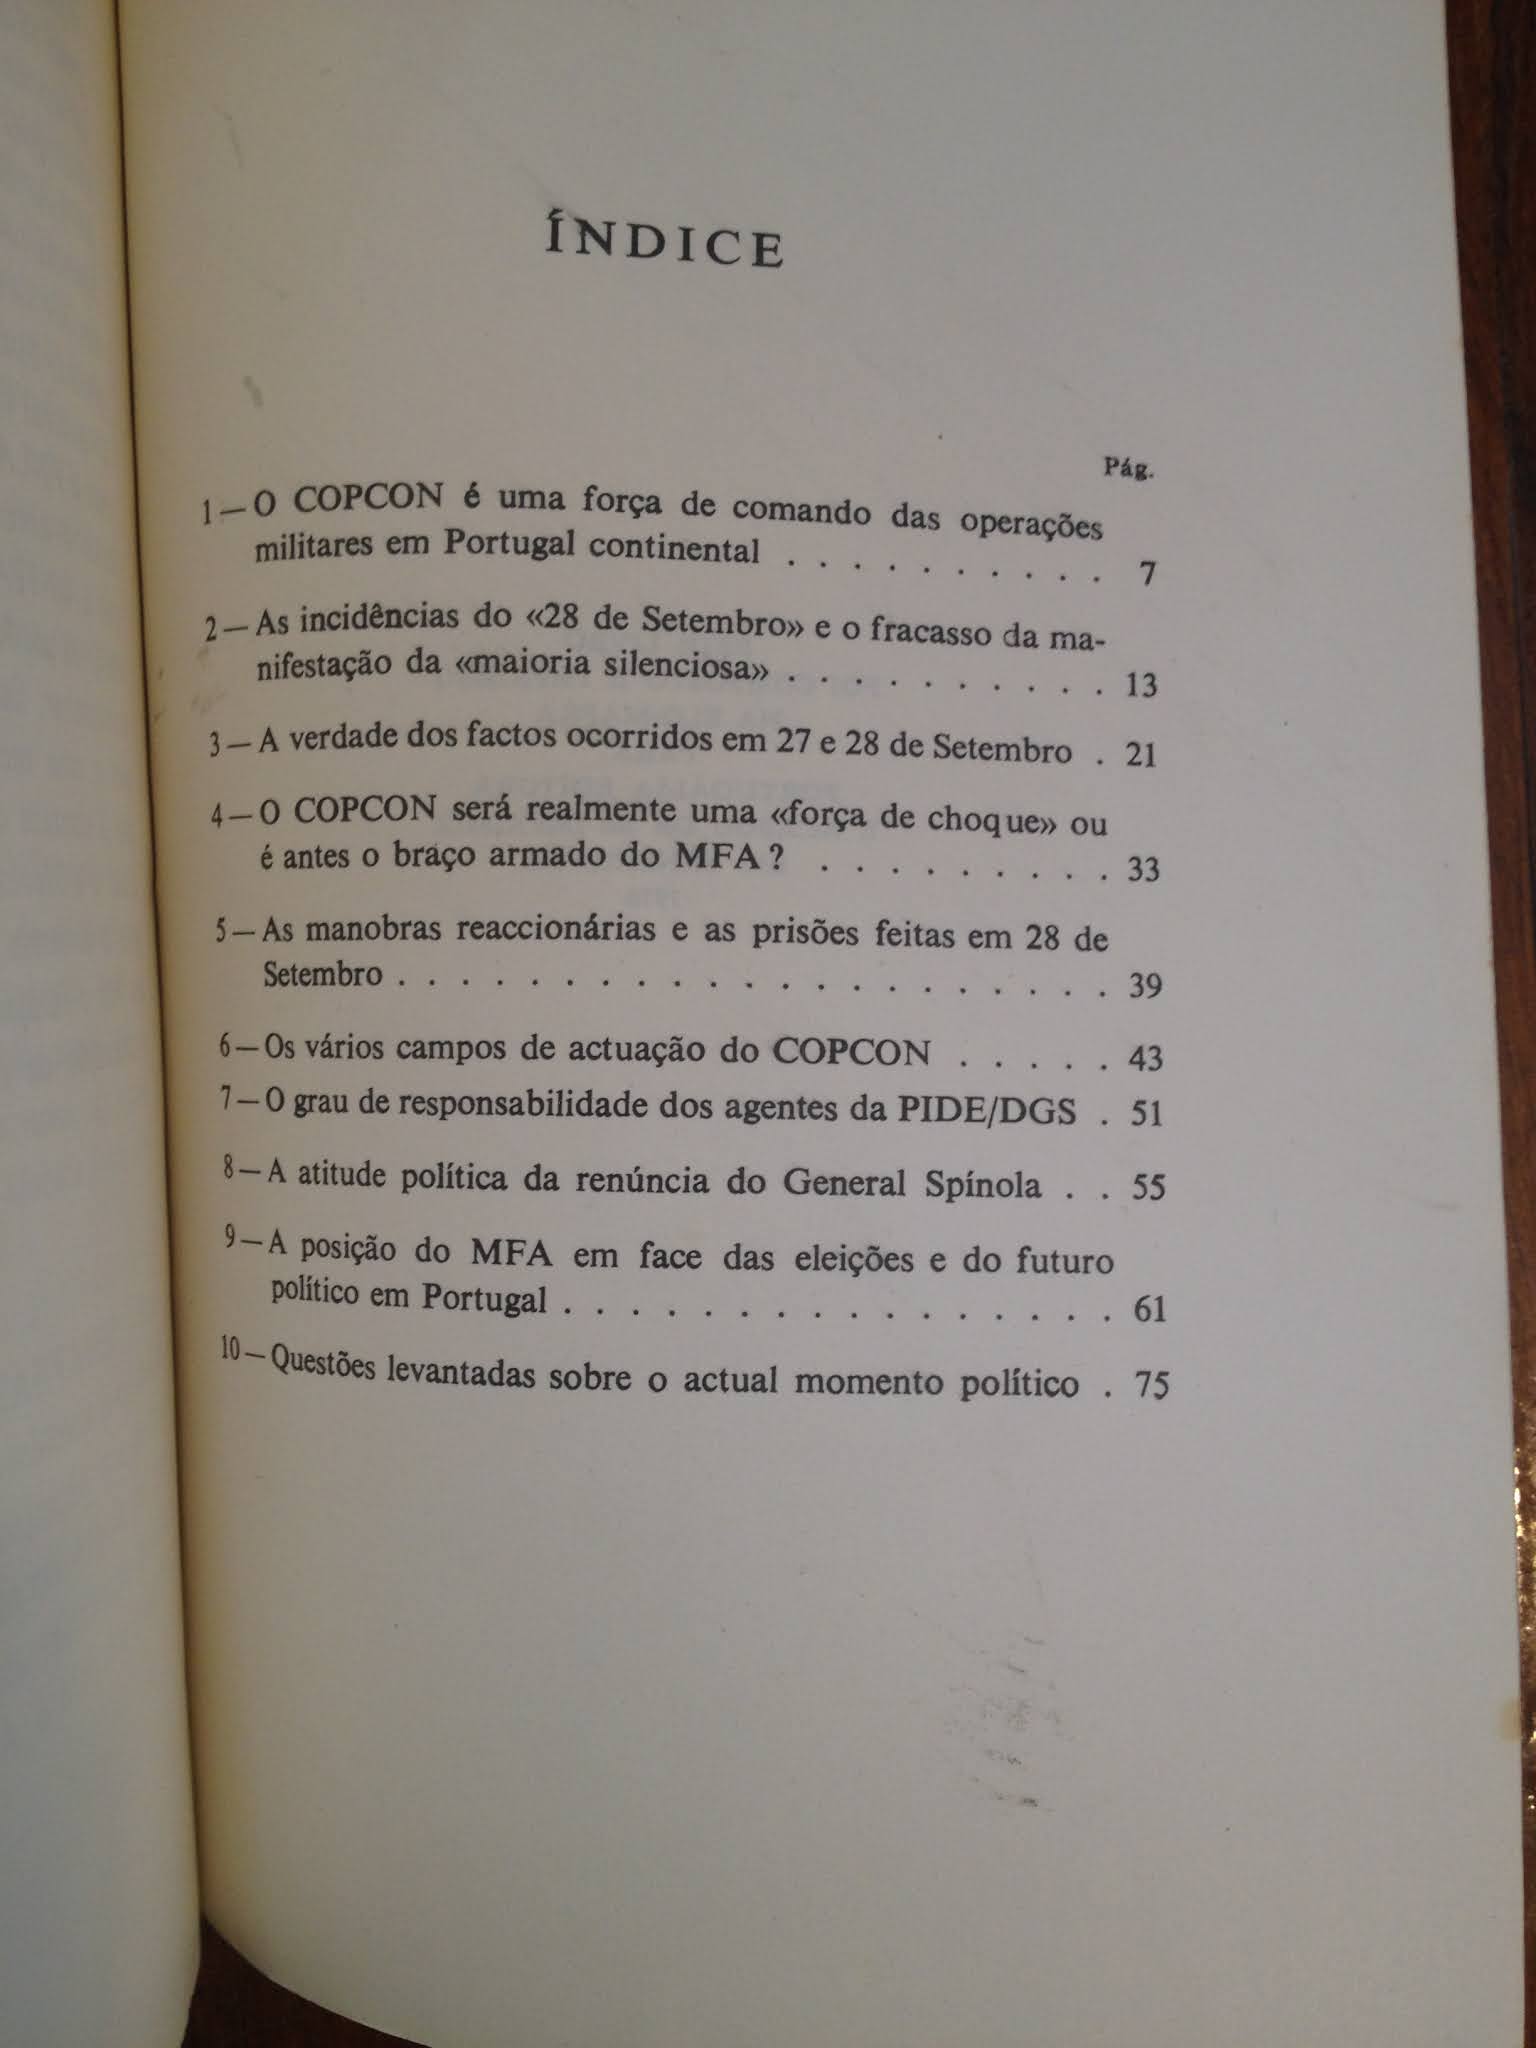 ÍNDICE
Pág.
1—O COPCON é uma força de comando das operações
militares em Portugal continental . . . . . . . . . . 7
2—As incidências do «28 de Setembro» e o fracasso da ma-
nifestação da «maioria silenciosa» . . . . . . . . . . 13
3—A verdade dos factos ocorridos em 27 e 28 de Setembro . 21
4—O COPCON será realmente uma «força de choque» ou
é antes o braço armado do MFA? . . . . . . . . . 33
5—As manobras reaccionárias e as prisões feitas em 28 de
Setembro . . . . . . . . . . . . . . . . . . . . . 39
6—Os vários campos de actuação do COPCON . . . . . 43
7—O grau de responsabilidade dos agentes da PIDE/DGS . 51
8—A atitude política da renúncia do General Spínola . . 55
9—A posição do MFA em face das eleições e do futuro
político em Portugal . . . . . . . . . . . . . . . . 61
10—Questões levantadas sobre o actual momento político . 75